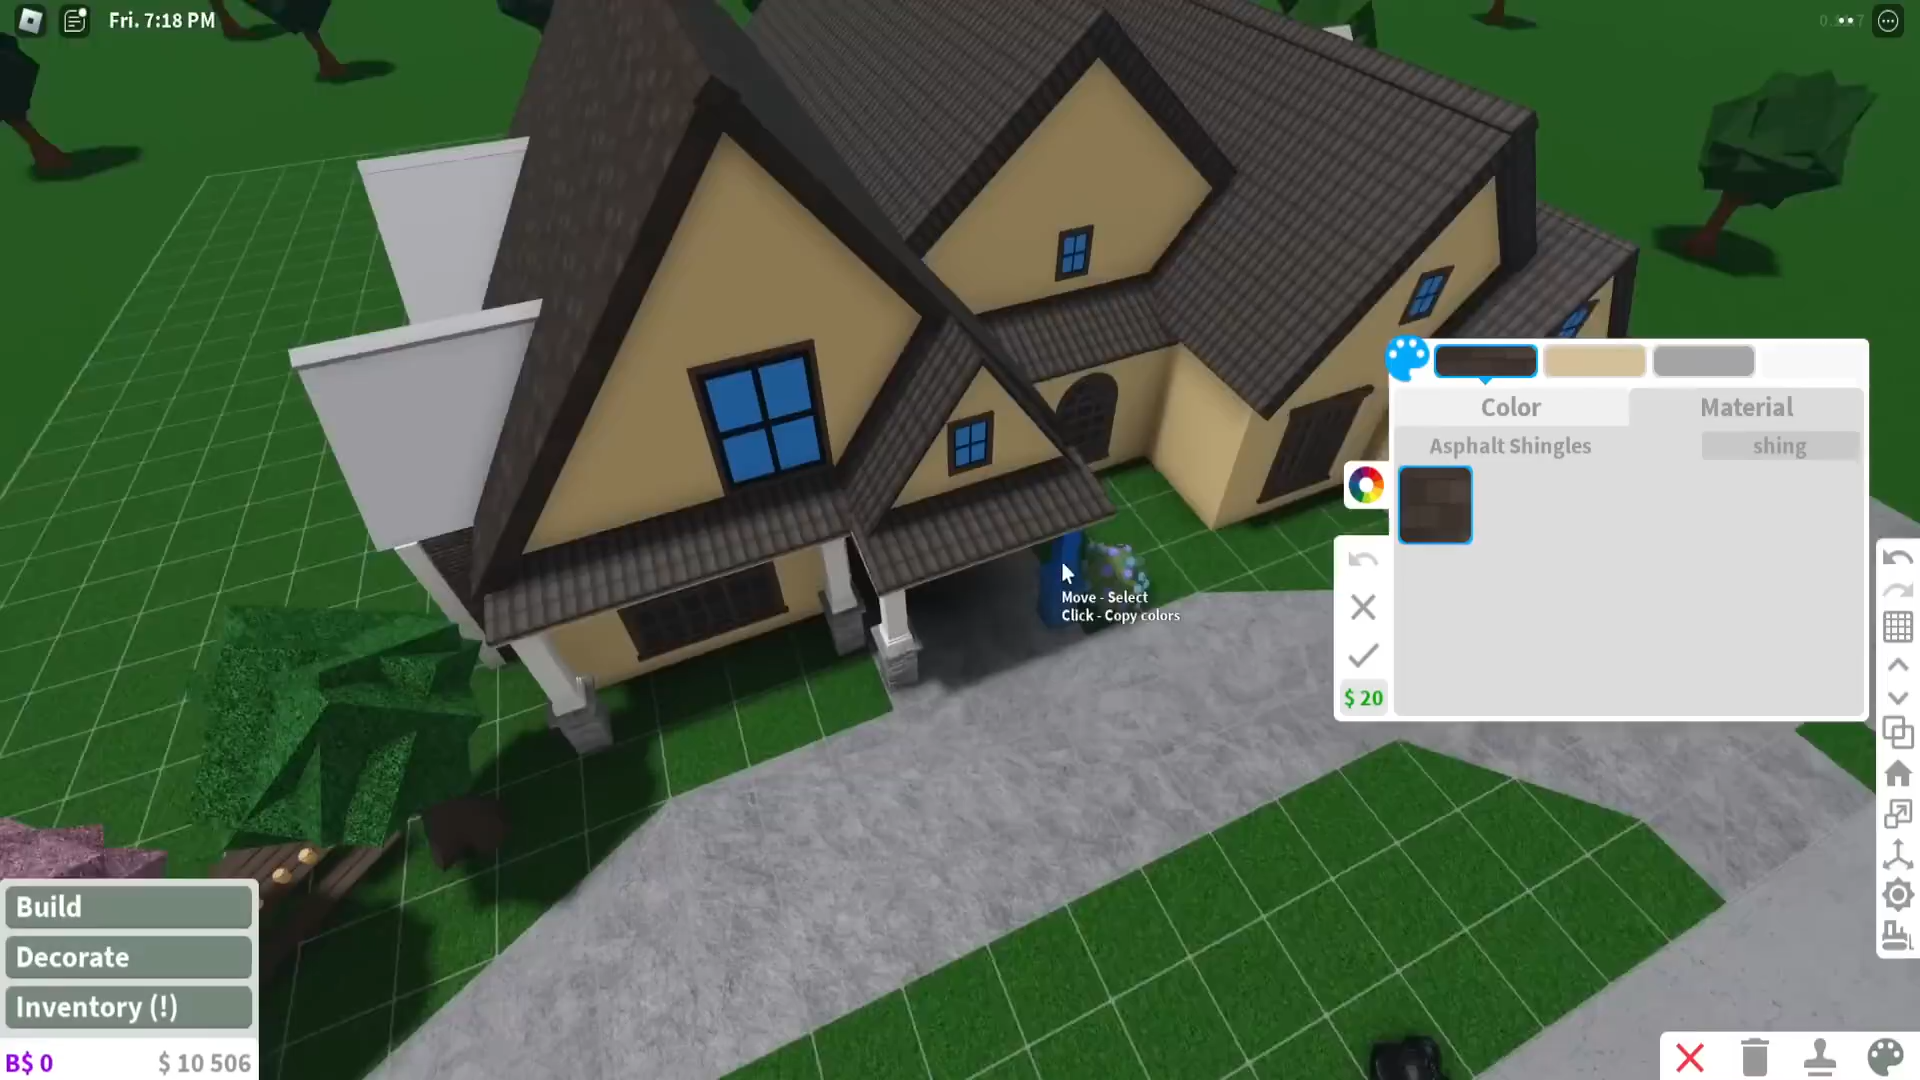 Fri. 7:18 PM
Color
Material
Asphalt Shingles
shing
Move - Select
Click - Copy colors
$ 20
Build
Decorate
Inventory (!)
B$ 0
$ 10 506